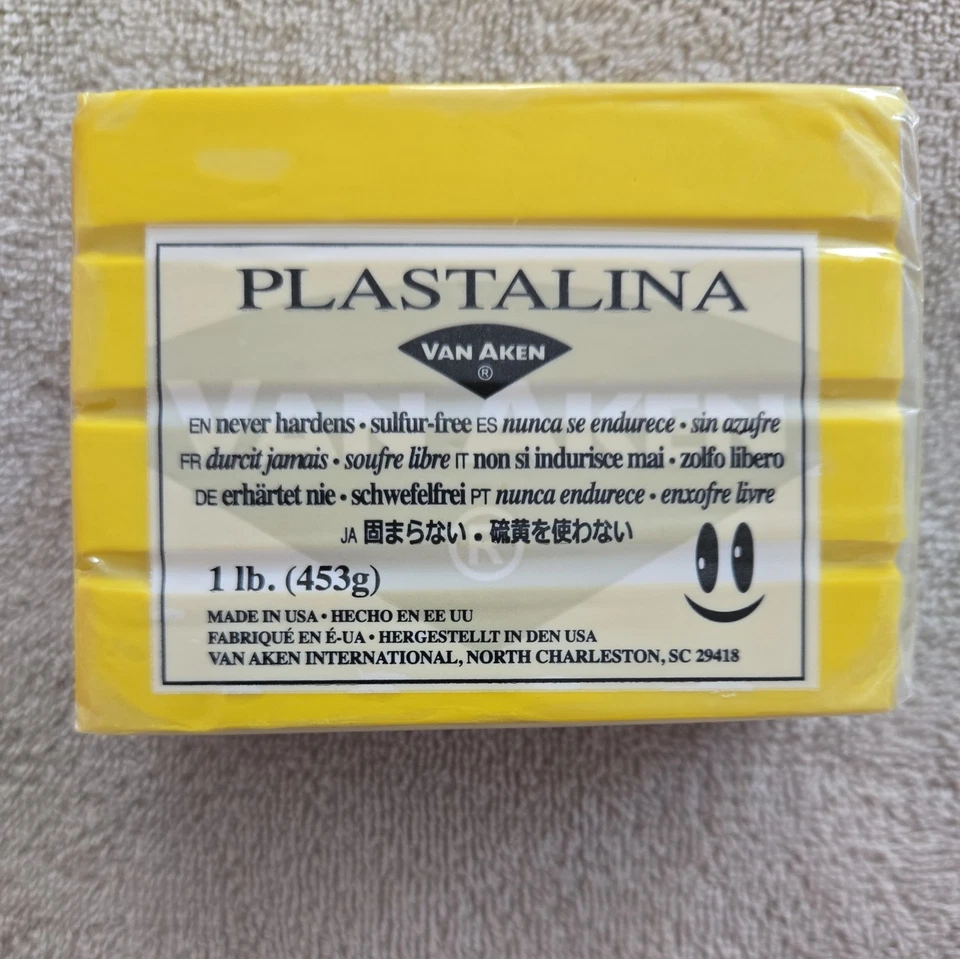 PLASTALINA
VAN AKEN
®
EN never hardens • sulfur-free ES nunca se endurece • sin azufre
FR durcit jamais • soufre libre IT non si indurisce mai • zolfo libero
DE erhärtet nie • schwefelfrei PT nunca endurece • enxofre livre
JA 固まらない • 硫黄を使わない
1 lb. (453g)
MADE IN USA • HECHO EN EE UU
FABRIQUÉ EN É-UA • HERGESTELLT IN DEN USA
VAN AKEN INTERNATIONAL, NORTH CHARLESTON, SC 29418
VAN AKEN
®